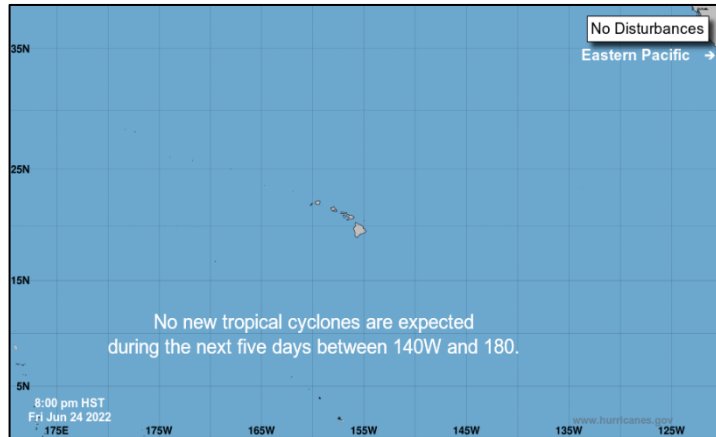 No Disturbances
Eastern Pacific →
35N
25N
15N
No new tropical cyclones are expected
during the next five days between 140W and 180.
5N
8:00 pm HST
Fri Jun 24 2022
www.hurricanes.gov
175E 175W 165W 155W 145W 135W 125W